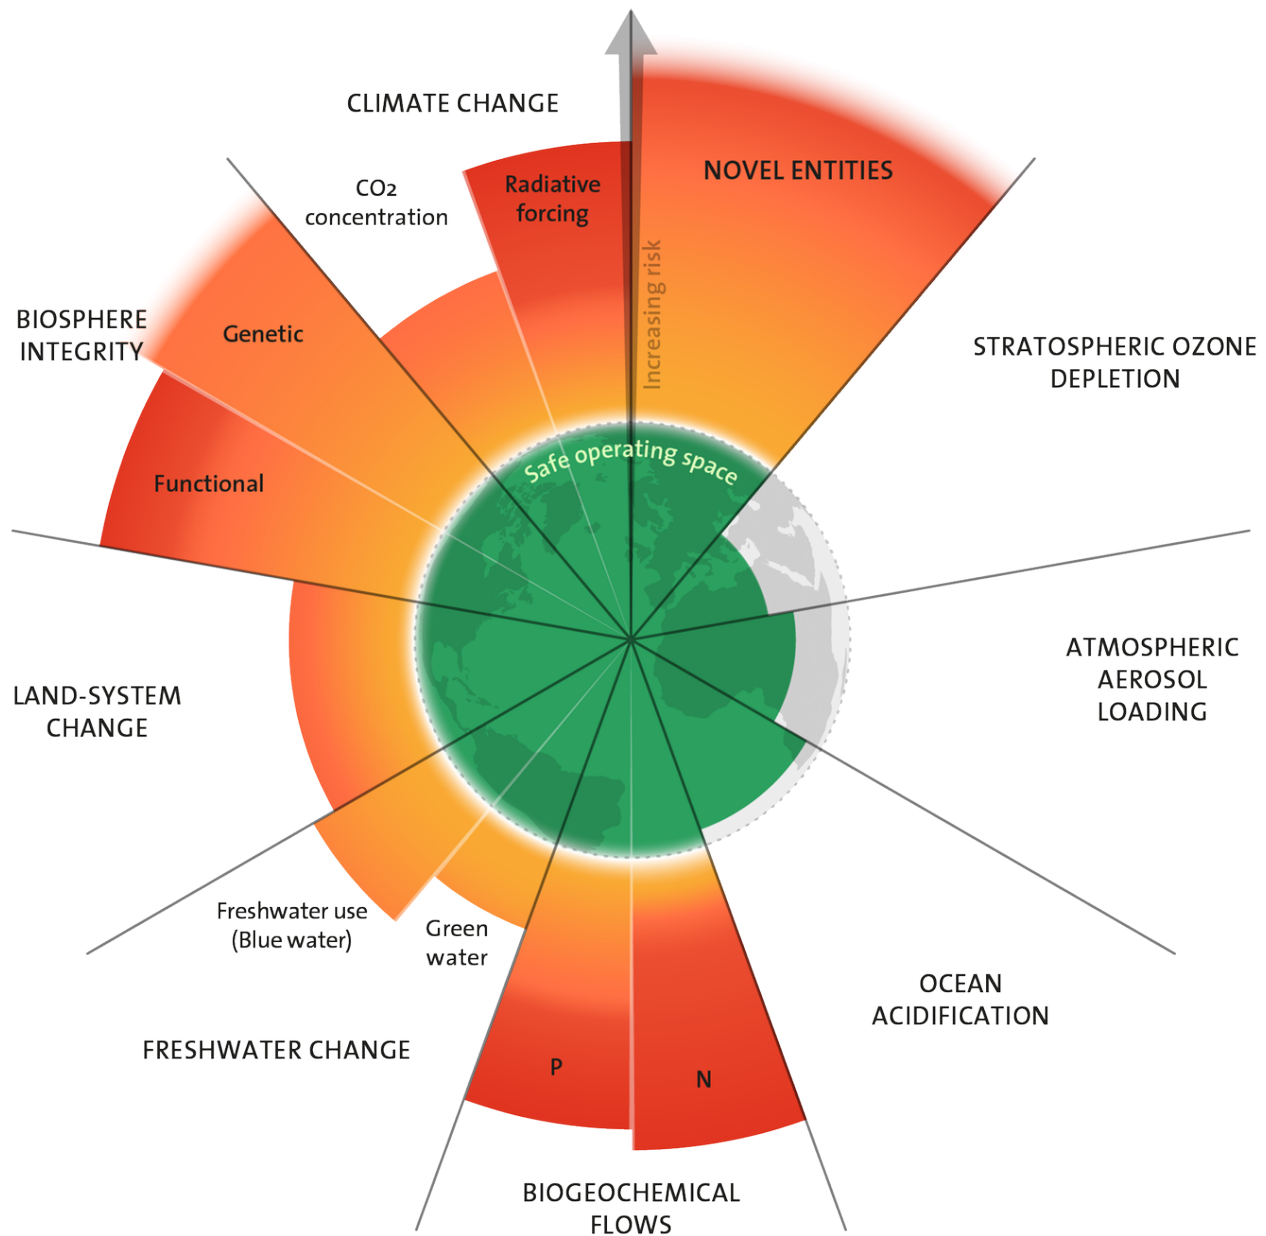 CLIMATE CHANGE
CO2
concentration
Radiative
forcing
NOVEL ENTITIES
Increasing risk
STRATOSPHERIC OZONE
DEPLETION
BIOSPHERE
INTEGRITY
Genetic
Functional
Safe operating space
ATMOSPHERIC
AEROSOL
LOADING
LAND-SYSTEM
CHANGE
Freshwater use
(Blue water)
Green
water
FRESHWATER CHANGE
OCEAN
ACIDIFICATION
P
N
BIOGEOCHEMICAL
FLOWS